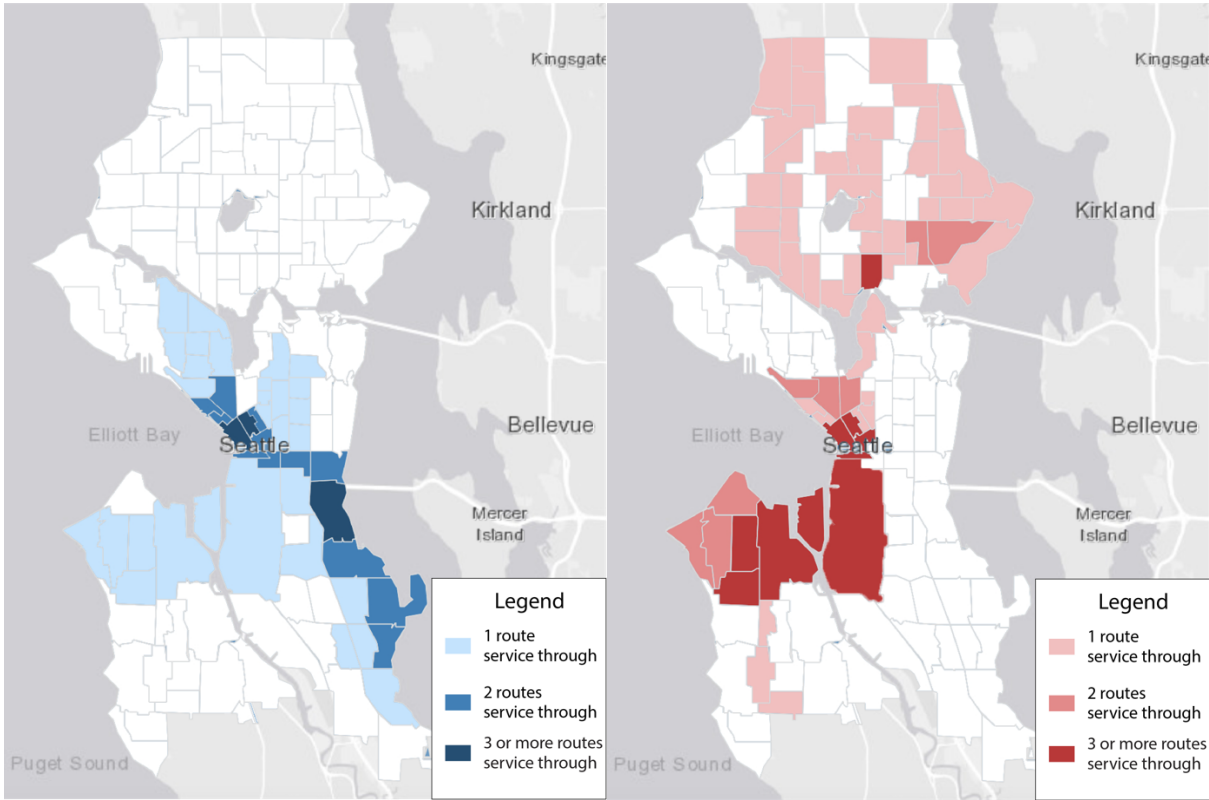 Kingsgate
Kirkland
Elliott Bay
Seattle
Bellevue
Mercer
Island
Puget Sound
Legend
1 route
service through
2 routes
service through
3 or more routes
service through
Kingsgate
Kirkland
Elliott Bay
Seattle
Bellevue
Mercer
Island
Puget Sound
Legend
1 route
service through
2 routes
service through
3 or more routes
service through